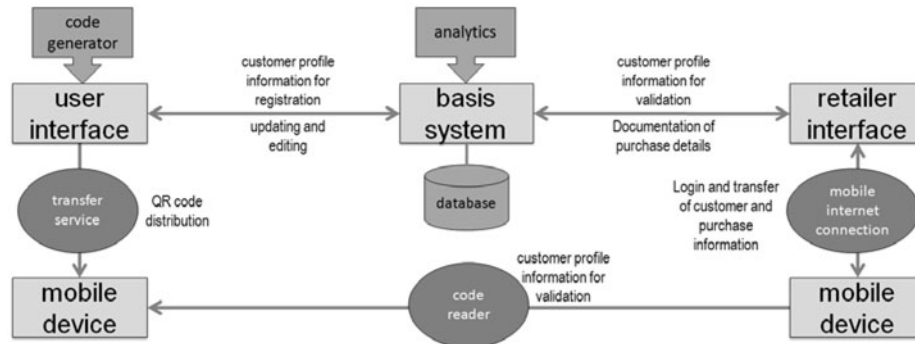 code
generator
analytics
user
interface
customer profile
information for
registration
updating and
editing
basis
system
customer profile
information for
validation
Documentation of
purchase details
retailer
interface
transfer
service
QR code
distribution
database
Login and transfer
of customer and
purchase
information
mobile
internet
connection
mobile
device
code
reader
customer profile
information for
validation
mobile
device